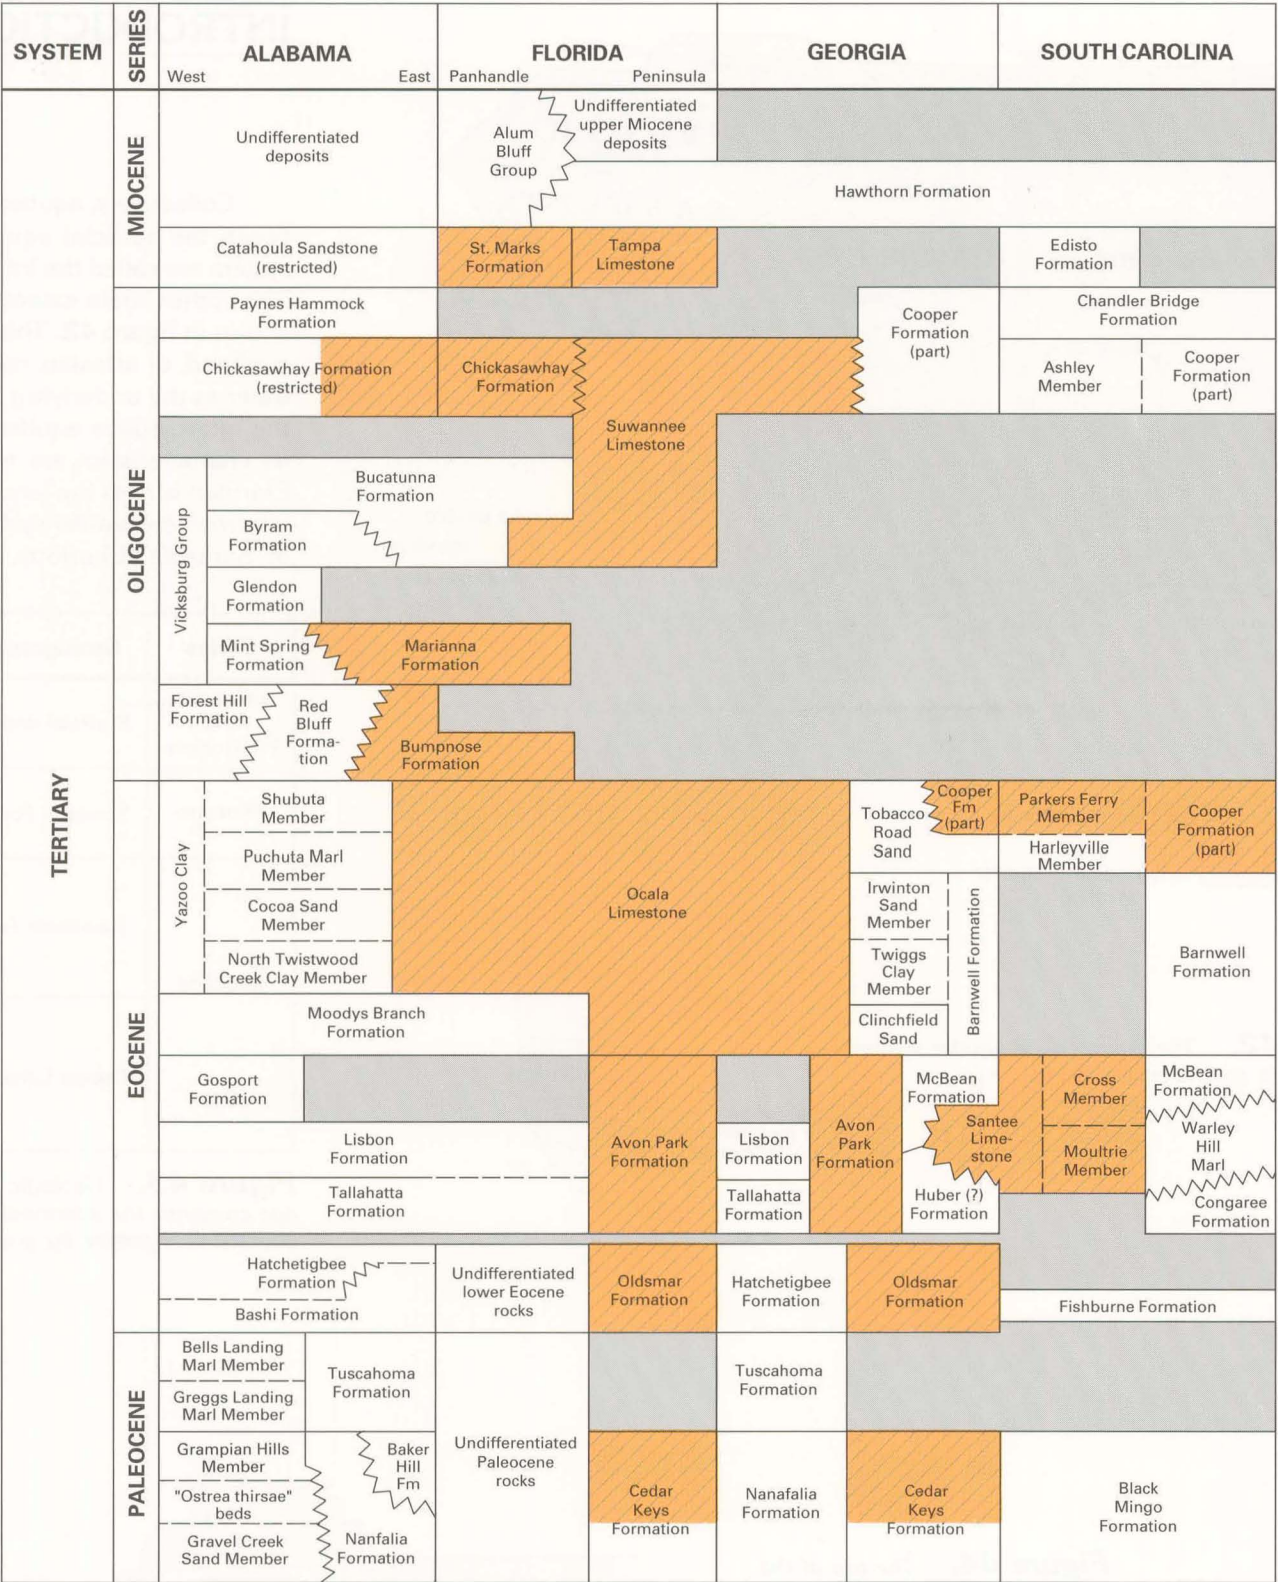 SYSTEM
SERIES
ALABAMA
West
East
FLORIDA
Panhandle
Peninsula
GEORGIA
SOUTH CAROLINA
TERTIARY
MIOCENE
Undifferentiated
deposits
Alum
Bluff
Group
Undifferentiated
upper Miocene
deposits
Hawthorn Formation
Catahoula Sandstone
(restricted)
St. Marks
Formation
Tampa
Limestone
Edisto
Formation
OLIGOCENE
Paynes Hammock
Formation
Cooper
Formation
(part)
Chandler Bridge
Formation
Chickasawhay Formation
(restricted)
Chickasawhay
Formation
Suwannee
Limestone
Ashley
Member
Cooper
Formation
(part)
Vicksburg Group
Bucatunna
Formation
Byram
Formation
Glendon
Formation
Mint Spring
Formation
Marianna
Formation
Forest Hill
Formation
Red
Bluff
Forma-
tion
Bumpnose
Formation
EOCENE
Yazoo Clay
Shubuta
Member
Puchuta Marl
Member
Cocoa Sand
Member
North Twistwood
Creek Clay Member
Ocala
Limestone
Tobacco
Road
Sand
Cooper
Fm
(part)
Parkers Ferry
Member
Harleyville
Member
Cooper
Formation
(part)
Irwinton
Sand
Member
Twiggs
Clay
Member
Clinchfield
Sand
Barnwell Formation
Barnwell
Formation
Moodys Branch
Formation
Gosport
Formation
Lisbon
Formation
Tallahatta
Formation
Avon Park
Formation
Lisbon
Formation
Tallahatta
Formation
Avon
Park
Formation
McBean
Formation
Santee
Lime-
stone
Huber (?)
Formation
Cross
Member
Moultrie
Member
McBean
Formation
Warley
Hill
Marl
Congaree
Formation
Hatchetigbee
Formation
Bashi Formation
Undifferentiated
lower Eocene
rocks
Oldsmar
Formation
Hatchetigbee
Formation
Oldsmar
Formation
Fishburne Formation
PALEOCENE
Bells Landing
Marl Member
Greggs Landing
Marl Member
Tuscahoma
Formation
Tuscahoma
Formation
Grampian Hills
Member
"Ostrea thirsae"
beds
Gravel Creek
Sand Member
Baker
Hill
Fm
Nanfalia
Formation
Undifferentiated
Paleocene
rocks
Cedar
Keys
Formation
Nanafalia
Formation
Cedar
Keys
Formation
Black
Mingo
Formation